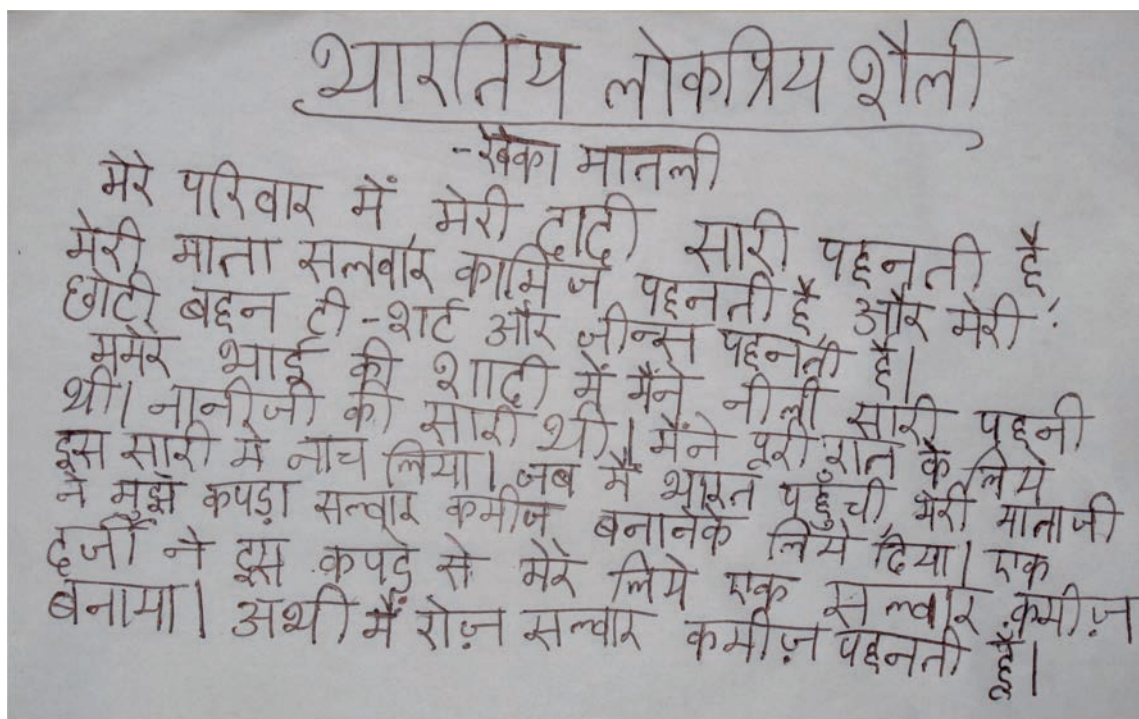 भारतिय लोकप्रिय शैली
मातली
मेरे परिवार में मेरी दादी सारी पहनती है,
मेरी माता सलवार कामिज पहनती है और मेरी
छोटी बहन टी-शर्ट और जीन्स पहनती है।
ममेरे भाई की शादी में मैंने नीली सारी पहनी
थी। नानीजी की सारी थी। मैंने पूरी रात के लिये
इस सारी मे नाच लिया। जब मै भारत पहुँची, मेरी माताजी
ने मुझे कपड़ा सल्वार कमीज बनानेके लिये दिया। एक
दर्जी ने इस कपड़े से मेरे लिये एक सल्वार कमीज़
बनामा। अभी मैं रोज़ सल्वार कमीज़ पहनती हूँ।